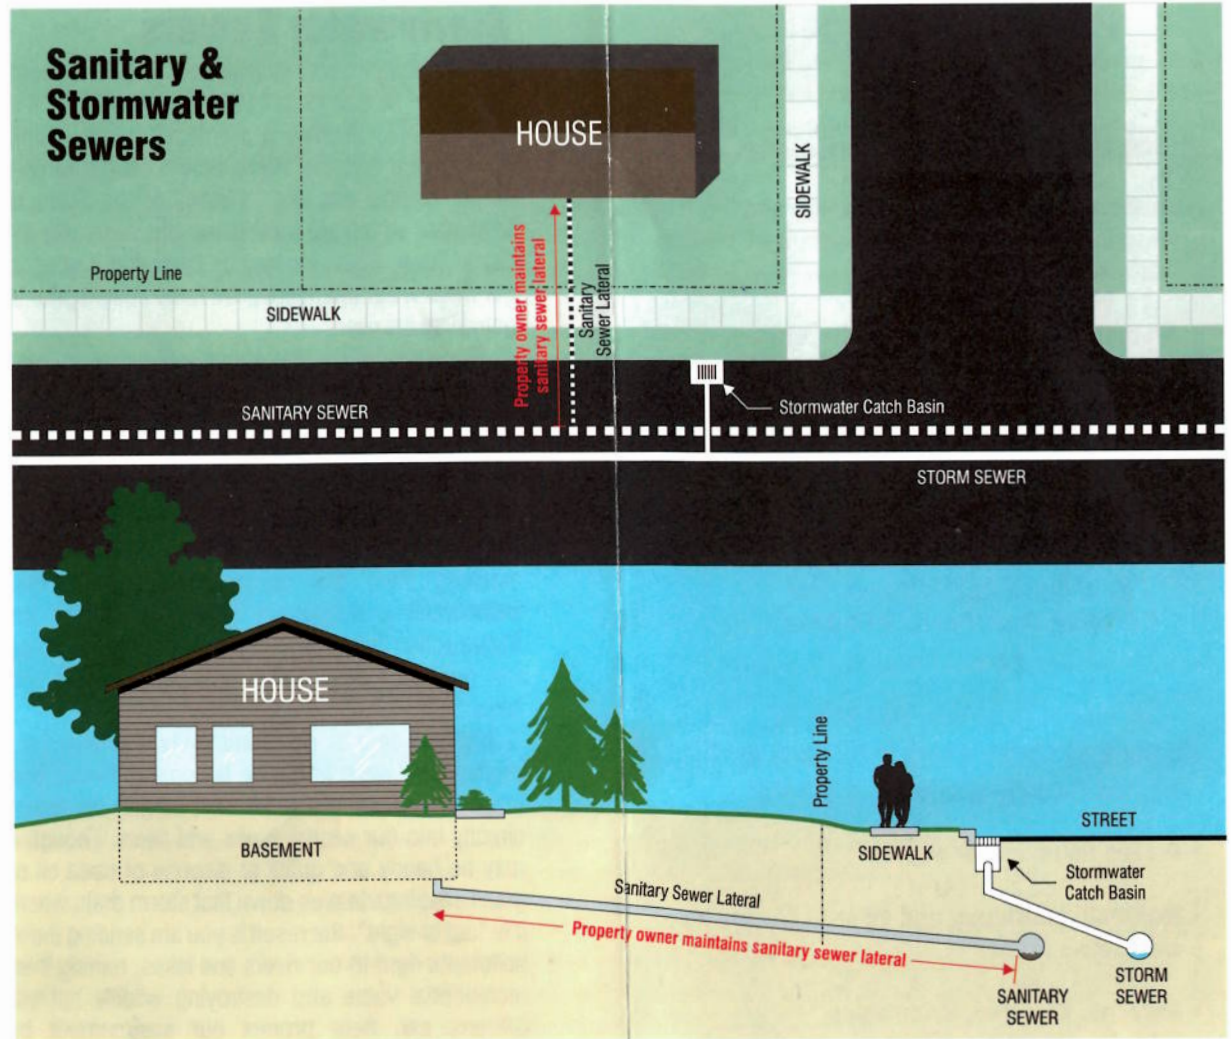 Sanitary &
Stormwater
Sewers
HOUSE
SIDEWALK
Property Line
SIDEWALK
Property owner maintains
sanitary sewer lateral
Sanitary
Sewer Lateral
SANITARY SEWER
Stormwater Catch Basin
STORM SEWER
HOUSE
Property Line
STREET
BASEMENT
SIDEWALK
Stormwater
Catch Basin
Sanitary Sewer Lateral
Property owner maintains sanitary sewer lateral
STORM
SEWER
SANITARY
SEWER